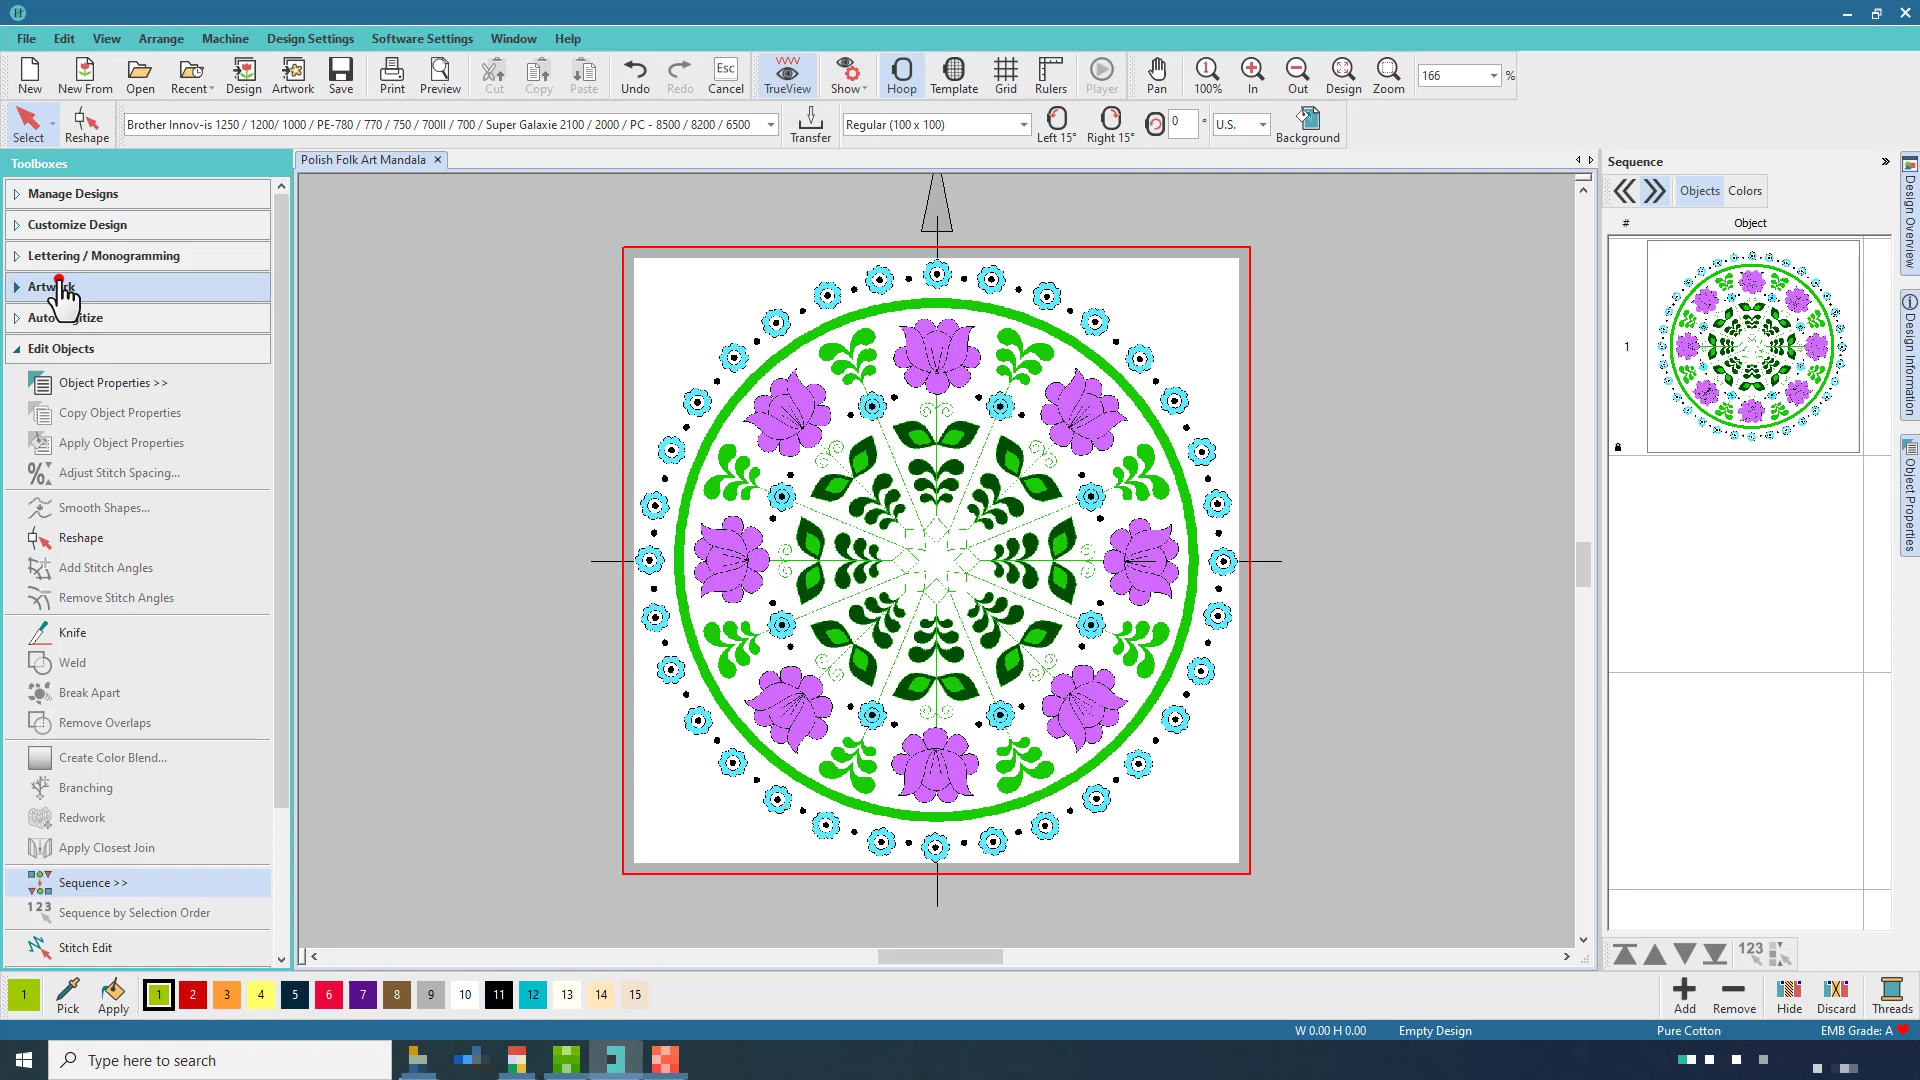 File Edit View Arrange Machine Design Settings Software Settings Window Help
New New From Open Recent Design Artwork Save Print Preview Cut Copy Paste Undo Redo Esc Cancel TrueView Show Hoop Template Grid Rulers Player Pan 1 100% In Out Design Zoom 166 %
Select Reshape Brother Innov-is 1250 / 1200/ 1000 / PE-780 / 770 / 750 / 700II / 700 / Super Galaxie 2100 / 2000 / PC - 8500 / 8200 / 6500 Transfer Regular (100 x 100) Left 15° Right 15° 0 ° U.S. Background
Toolboxes
Polish Folk Art Mandala
Sequence
Manage Designs
Customize Design
Lettering / Monogramming
Artwork
Auto-Digitize
Edit Objects
Object Properties >>
Copy Object Properties
Apply Object Properties
Adjust Stitch Spacing...
Smooth Shapes...
Reshape
Add Stitch Angles
Remove Stitch Angles
Knife
Weld
Break Apart
Remove Overlaps
Create Color Blend...
Branching
Redwork
Apply Closest Join
Sequence >>
123 Sequence by Selection Order
Stitch Edit
Objects Colors
# Object
1
123
Design Overview
Design Information
Object Properties
1 Pick Apply 1 2 3 4 5 6 7 8 9 10 11 12 13 14 15 Add Remove Hide Discard Threads
W 0.00 H 0.00 Empty Design Pure Cotton EMB Grade: A
Type here to search